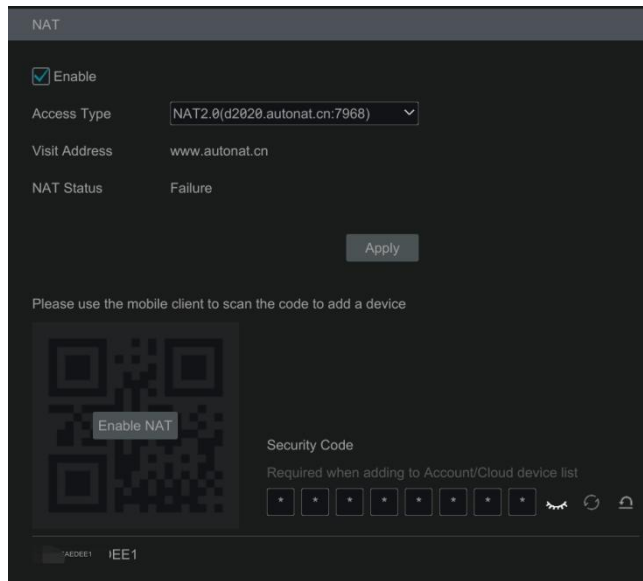 NAT
Enable
Access Type NAT2.0(d2020.autonat.cn:7968)
Visit Address www.autonat.cn
NAT Status Failure
Apply
Please use the mobile client to scan the code to add a device
Enable NAT
Security Code
Required when adding to Account/Cloud device list
* * * * * * * *
AEDEE1 EE1